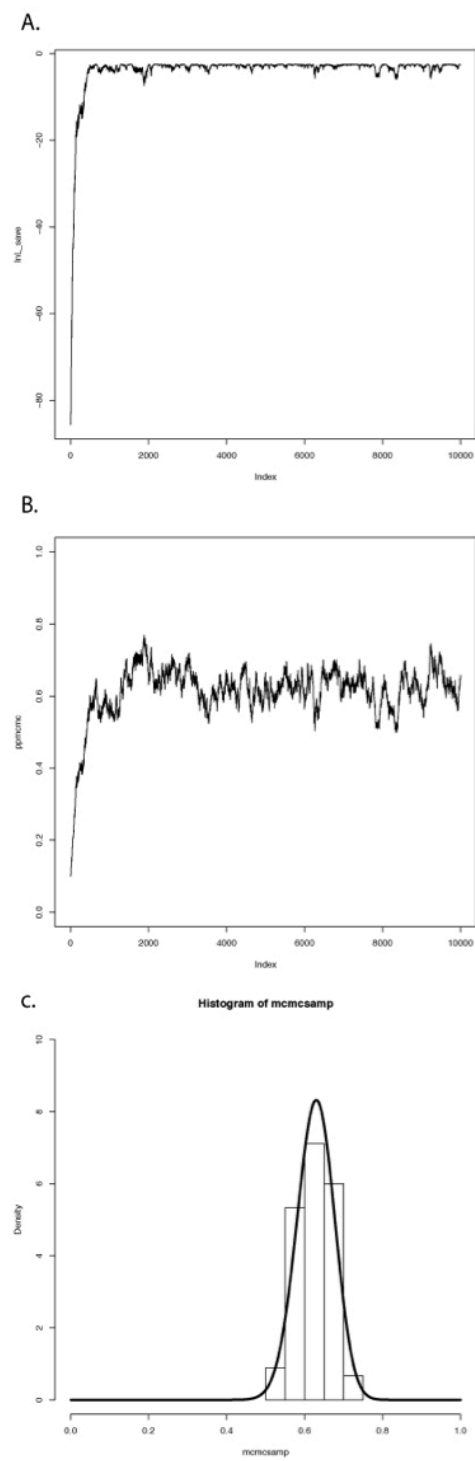 A.
0
−20
−40
−60
−80
lnL_save
0 2000 4000 6000 8000 10000
Index
B.
1.0
0.8
0.6
0.4
0.2
0.0
ppmcmc
0 2000 4000 6000 8000 10000
Index
C.
Histogram of mcmcsamp
10
8
6
4
2
0
Density
0.0 0.2 0.4 0.6 0.8 1.0
mcmcsamp